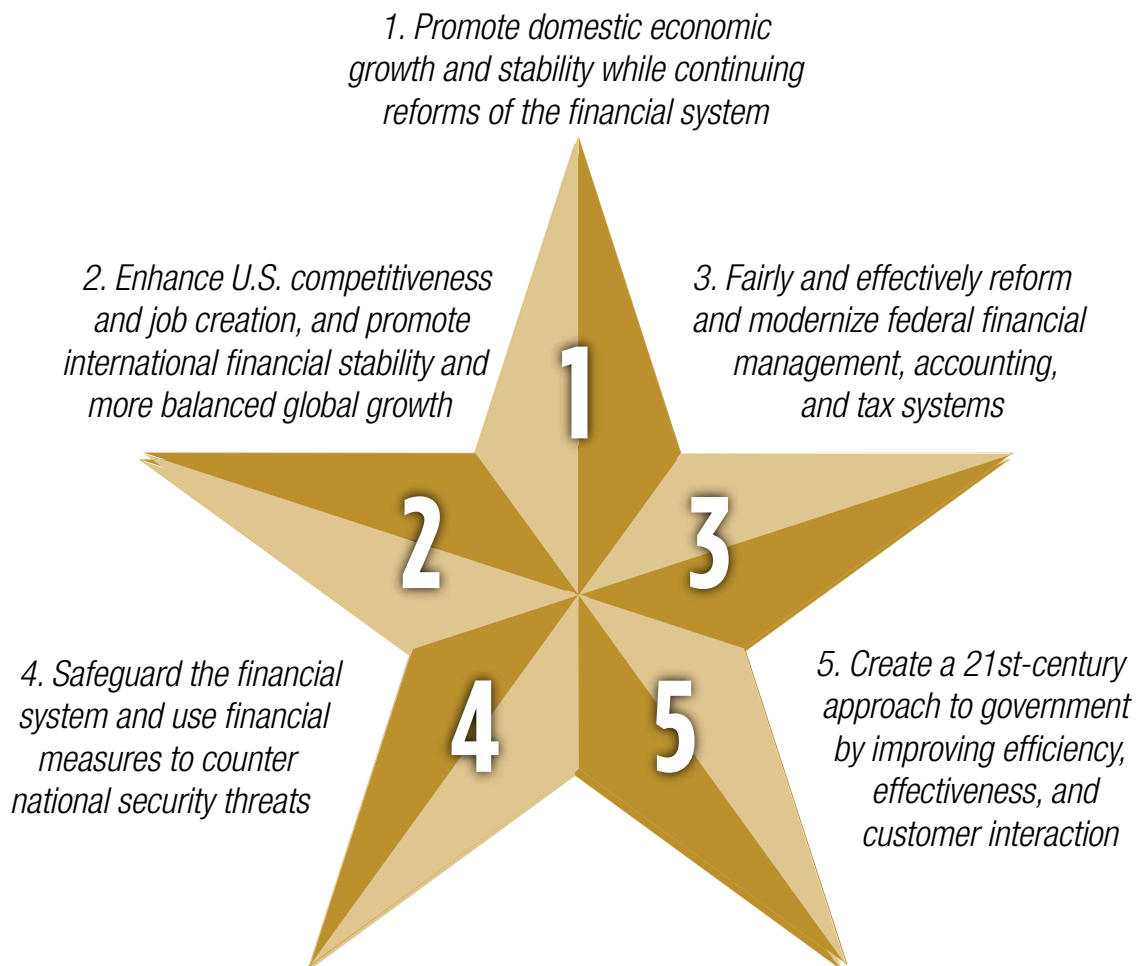 1. Promote domestic economic
growth and stability while continuing
reforms of the financial system
2. Enhance U.S. competitiveness
and job creation, and promote
international financial stability and
more balanced global growth
3. Fairly and effectively reform
and modernize federal financial
management, accounting,
and tax systems
1
2
3
4. Safeguard the financial
system and use financial
measures to counter
national security threats
4
5
5. Create a 21st-century
approach to government
by improving efficiency,
effectiveness, and
customer interaction